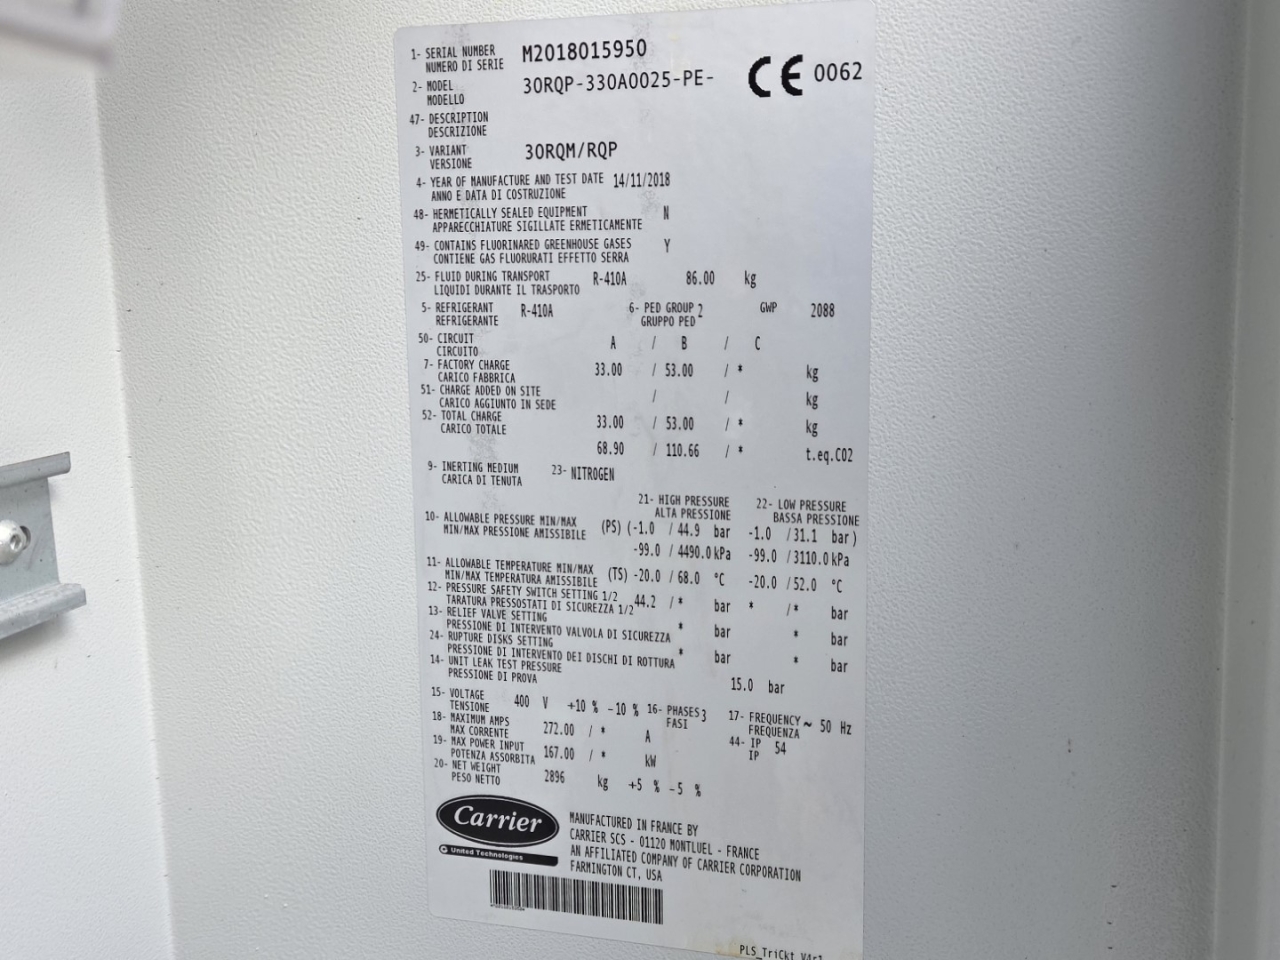 1- SERIAL NUMBER M2018015950
NUMERO DI SERIE
2- MODEL 30RQP-330A0025-PE- CE 0062
MODELLO
47- DESCRIPTION
DESCRIZIONE
3- VARIANT 30RQM/RQP
VERSIONE
4- YEAR OF MANUFACTURE AND TEST DATE 14/11/2018
ANNO E DATA DI COSTRUZIONE
48- HERMETICALLY SEALED EQUIPMENT N
APPARECCHIATURE SIGILLATE ERMETICAMENTE
49- CONTAINS FLUORINARED GREENHOUSE GASES Y
CONTIENE GAS FLUORURATI EFFETTO SERRA
25- FLUID DURING TRANSPORT R-410A 86.00 kg
LIQUIDI DURANTE IL TRASPORTO
5- REFRIGERANT R-410A 6- PED GROUP 2 GWP 2088
REFRIGERANTE GRUPPO PED
50- CIRCUIT A / B / C
CIRCUITO
7- FACTORY CHARGE 33.00 / 53.00 / * kg
CARICO FABBRICA
51- CHARGE ADDED ON SITE / / kg
CARICO AGGIUNTO IN SEDE
52- TOTAL CHARGE 33.00 / 53.00 / * kg
CARICO TOTALE
68.90 / 110.66 / * t.eq.CO2
9- INERTING MEDIUM 23- NITROGEN
CARICA DI TENUTA
21- HIGH PRESSURE 22- LOW PRESSURE
ALTA PRESSIONE BASSA PRESSIONE
10- ALLOWABLE PRESSURE MIN/MAX (PS) (-1.0 / 44.9 bar -1.0 /31.1 bar)
MIN/MAX PRESSIONE AMISSIBILE
-99.0 / 4490.0 kPa -99.0 /3110.0 kPa
11- ALLOWABLE TEMPERATURE MIN/MAX (TS) -20.0 / 68.0 °C -20.0 /52.0 °C
MIN/MAX TEMPERATURA AMISSIBILE
12- PRESSURE SAFETY SWITCH SETTING 1/2 44.2 / * bar * /* bar
TARATURA PRESSOSTATI DI SICUREZZA 1/2
13- RELIEF VALVE SETTING * bar * bar
PRESSIONE DI INTERVENTO VALVOLA DI SICUREZZA
24- RUPTURE DISKS SETTING * bar * bar
PRESSIONE DI INTERVENTO DEI DISCHI DI ROTTURA
14- UNIT LEAK TEST PRESSURE 15.0 bar
PRESSIONE DI PROVA
15- VOLTAGE 400 V +10 % -10 % 16- PHASES 3 17- FREQUENCY ~ 50 Hz
TENSIONE FASI FREQUENZA
18- MAXIMUM AMPS 272.00 / * A 44- IP 54
MAX CORRENTE IP
19- MAX POWER INPUT 167.00 / * kW
POTENZA ASSORBITA
20- NET WEIGHT 2896 kg +5 % -5 %
PESO NETTO
Carrier
United Technologies
MANUFACTURED IN FRANCE BY
CARRIER SCS - 01120 MONTLUEL - FRANCE
AN AFFILIATED COMPANY OF CARRIER CORPORATION
FARMINGTON CT, USA